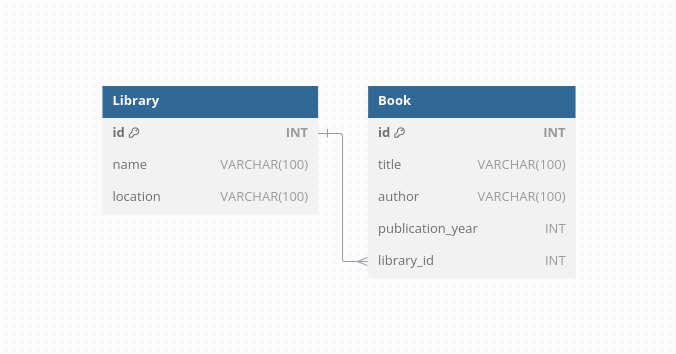 Library
id INT
name VARCHAR(100)
location VARCHAR(100)
Book
id INT
title VARCHAR(100)
author VARCHAR(100)
publication_year INT
library_id INT